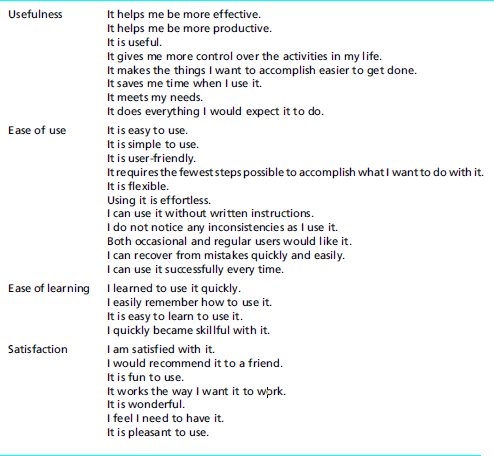 Usefulness It helps me be more effective.
It helps me be more productive.
It is useful.
It gives me more control over the activities in my life.
It makes the things I want to accomplish easier to get done.
It saves me time when I use it.
It meets my needs.
It does everything I would expect it to do.
Ease of use It is easy to use.
It is simple to use.
It is user-friendly.
It requires the fewest steps possible to accomplish what I want to do with it.
It is flexible.
Using it is effortless.
I can use it without written instructions.
I do not notice any inconsistencies as I use it.
Both occasional and regular users would like it.
I can recover from mistakes quickly and easily.
I can use it successfully every time.
Ease of learning I learned to use it quickly.
I easily remember how to use it.
It is easy to learn to use it.
I quickly became skillful with it.
Satisfaction I am satisfied with it.
I would recommend it to a friend.
It is fun to use.
It works the way I want it to work.
It is wonderful.
I feel I need to have it.
It is pleasant to use.